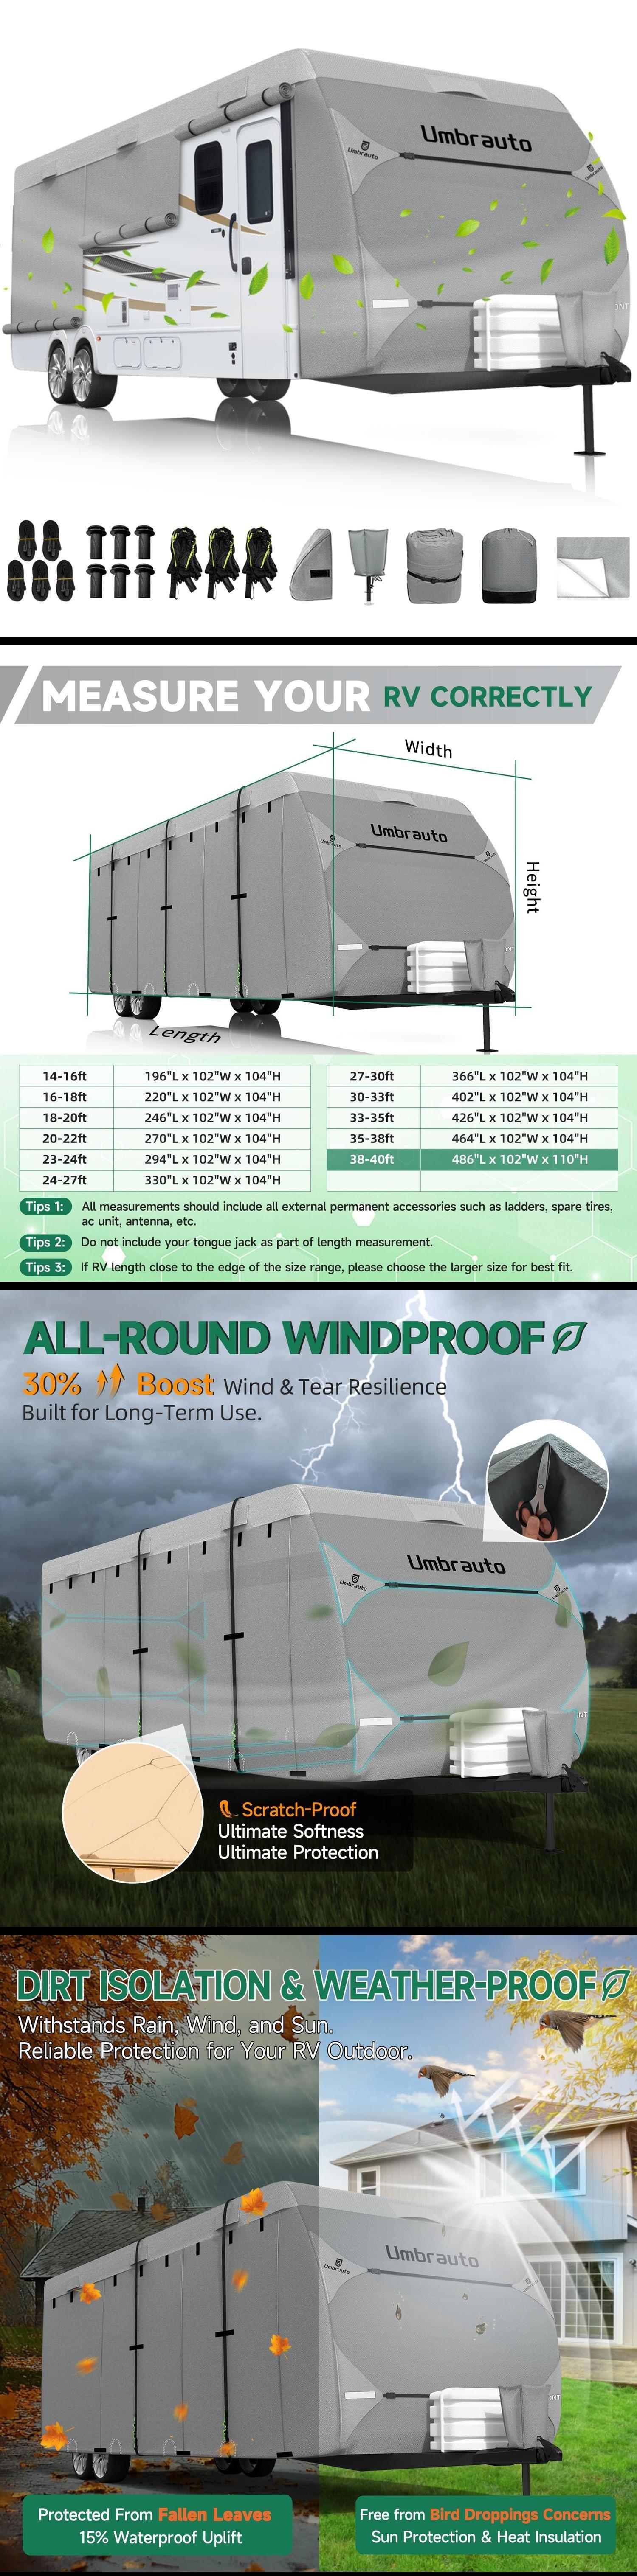 Umbrauto
Umbrauto
MEASURE YOUR RV CORRECTLY
Width
Umbrauto
Umbrauto
Height
Length
14-16ft 196"L x 102"W x 104"H
16-18ft 220"L x 102"W x 104"H
18-20ft 246"L x 102"W x 104"H
20-22ft 270"L x 102"W x 104"H
23-24ft 294"L x 102"W x 104"H
24-27ft 330"L x 102"W x 104"H
27-30ft 366"L x 102"W x 104"H
30-33ft 402"L x 102"W x 104"H
33-35ft 426"L x 102"W x 104"H
35-38ft 464"L x 102"W x 104"H
38-40ft 486"L x 102"W x 110"H
Tips 1: All measurements should include all external permanent accessories such as ladders, spare tires,
ac unit, antenna, etc.
Tips 2: Do not include your tongue jack as part of length measurement.
Tips 3: If RV length close to the edge of the size range, please choose the larger size for best fit.
ALL-ROUND WINDPROOF
30% Boost Wind & Tear Resilience
Built for Long-Term Use.
Umbrauto
Umbrauto
Scratch-Proof
Ultimate Softness
Ultimate Protection
DIRT ISOLATION & WEATHER-PROOF
Withstands Rain, Wind, and Sun.
Reliable Protection for Your RV Outdoor.
Umbrauto
Umbrauto
Protected From Fallen Leaves
15% Waterproof Uplift
Free from Bird Droppings Concerns
Sun Protection & Heat Insulation